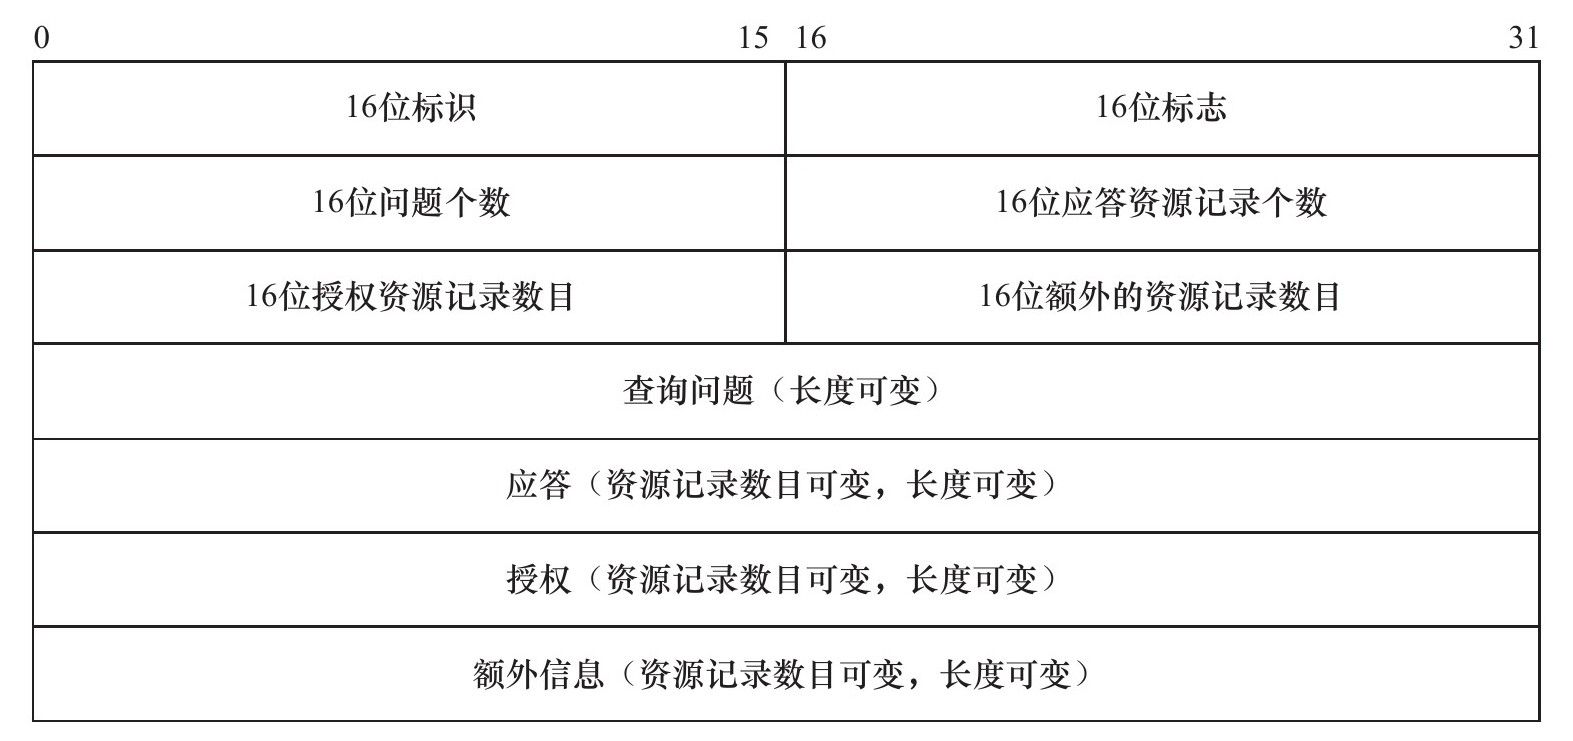 0 15 16 31
16位标识 16位标志
16位问题个数 16位应答资源记录个数
16位授权资源记录数目 16位额外的资源记录数目
查询问题（长度可变）
应答（资源记录数目可变，长度可变）
授权（资源记录数目可变，长度可变）
额外信息（资源记录数目可变，长度可变）